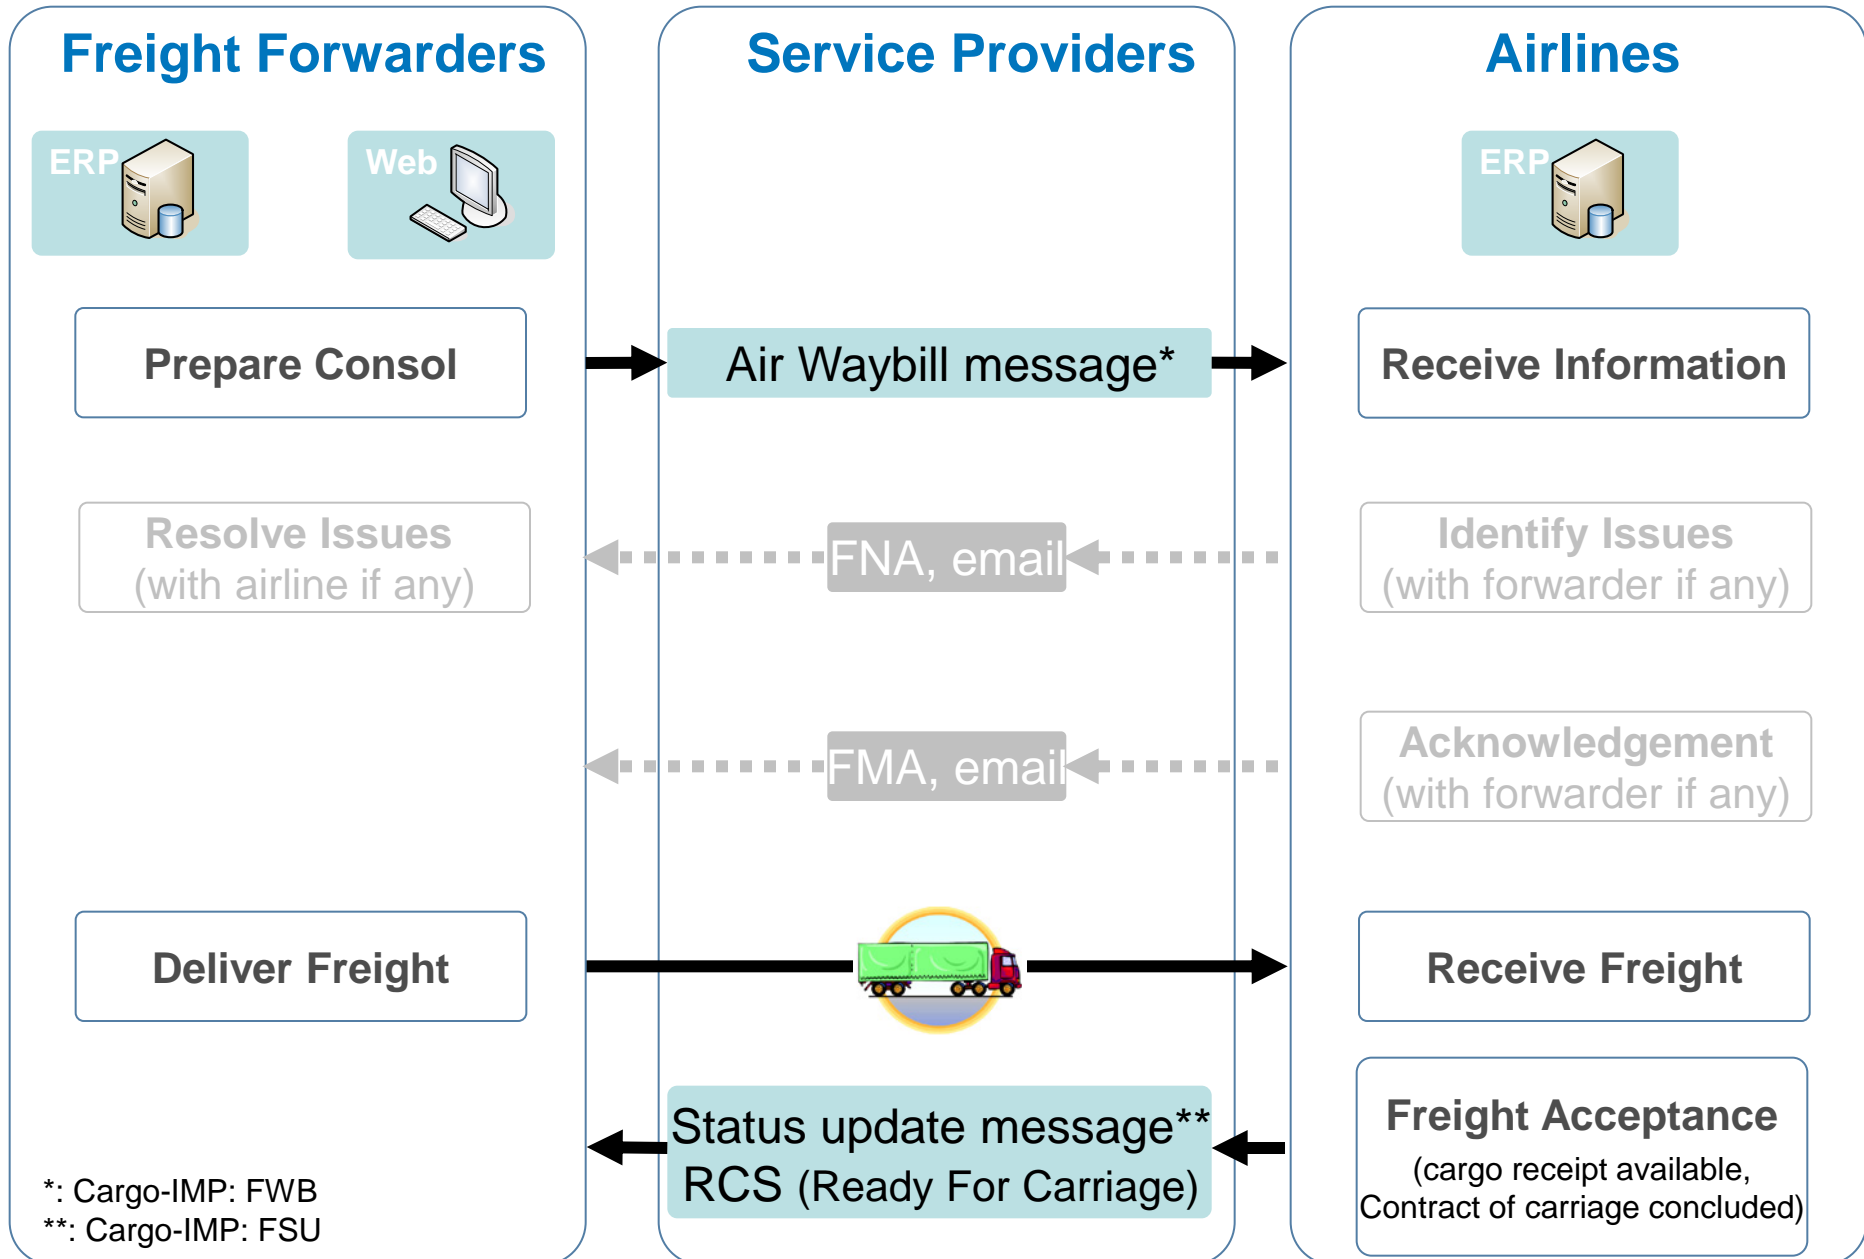 Freight Forwarders
Service Providers
Airlines
ERP
Web
ERP
Prepare Consol
Air Waybill message*
Receive Information
Resolve Issues
(with airline if any)
FNA, email
Identify Issues
(with forwarder if any)
FMA, email
Acknowledgement
(with forwarder if any)
Deliver Freight
Receive Freight
Status update message**
RCS (Ready For Carriage)
Freight Acceptance
(cargo receipt available,
Contract of carriage concluded)
*: Cargo-IMP: FWB
**: Cargo-IMP: FSU